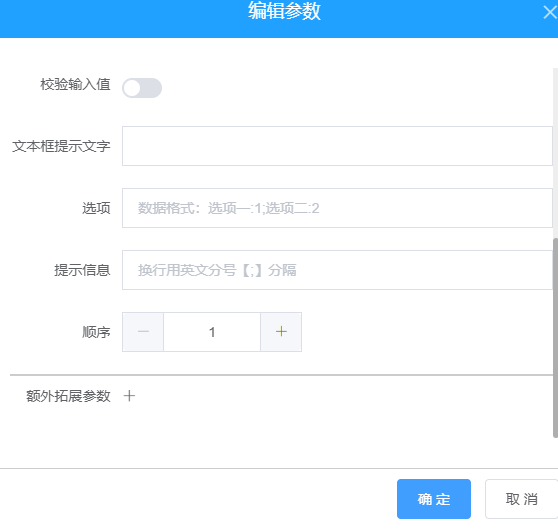 编辑参数
校验输入值
文本框提示文字
选项 数据格式：选项一:1;选项二:2
提示信息 换行用英文分号【;】分隔
顺序 1
额外拓展参数
确 定 取 消